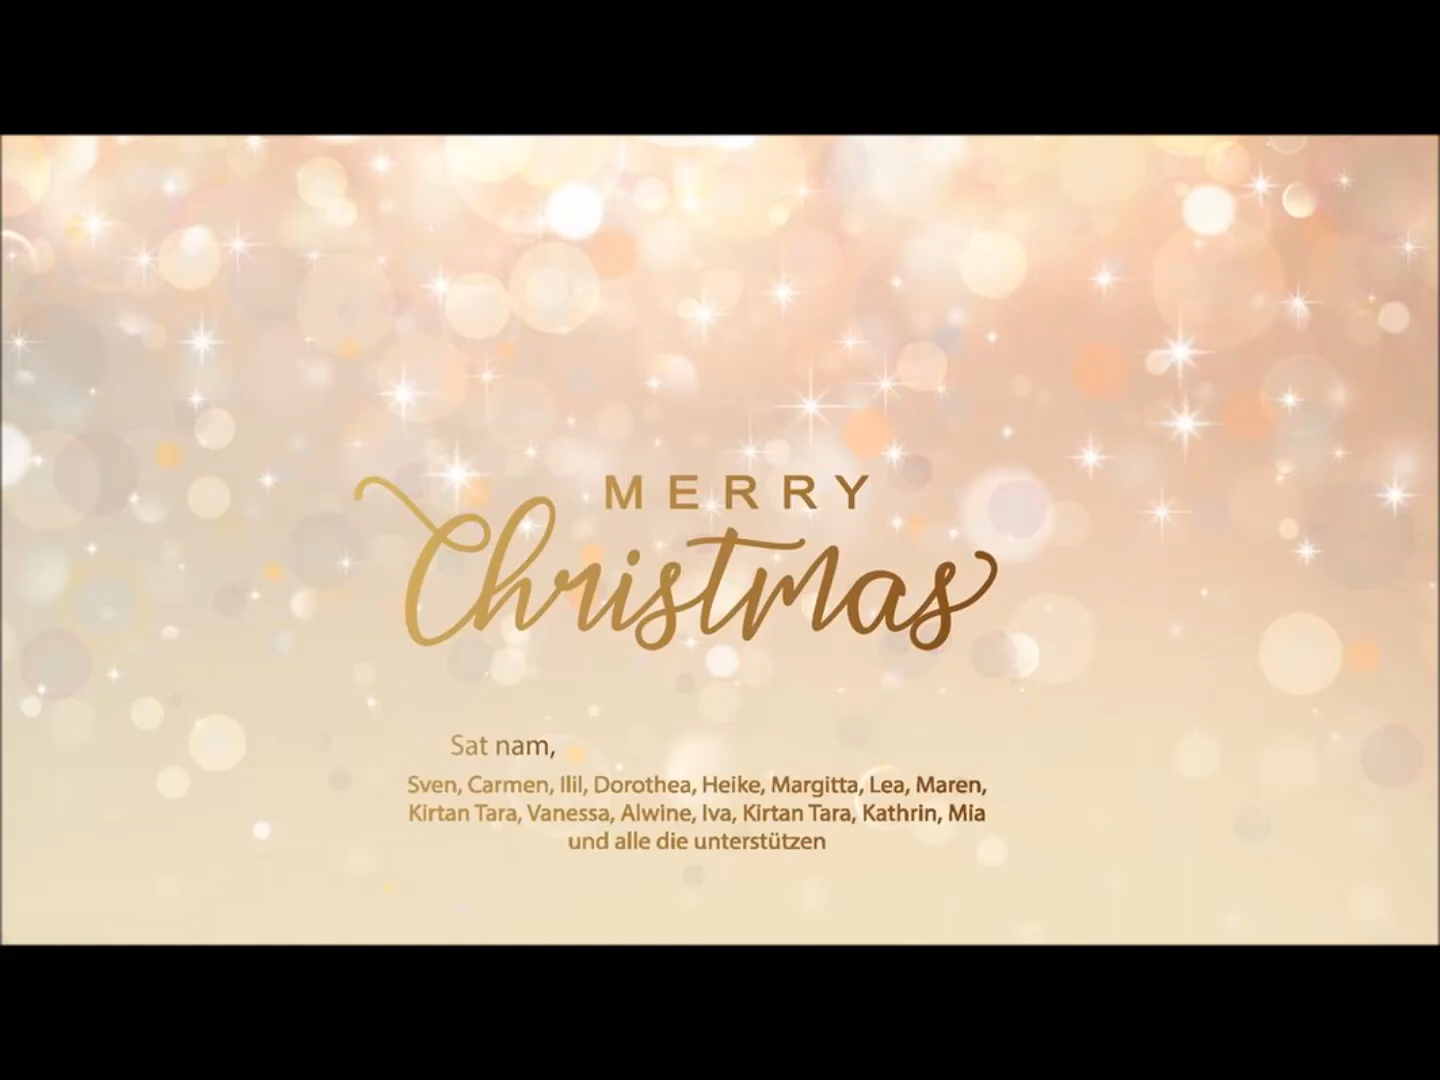 MERRY
Christmas
Sat nam,
Sven, Carmen, Ilil, Dorothea, Heike, Margitta, Lea, Maren,
Kirtan Tara, Vanessa, Alwine, Iva, Kirtan Tara, Kathrin, Mia
und alle die unterstützen